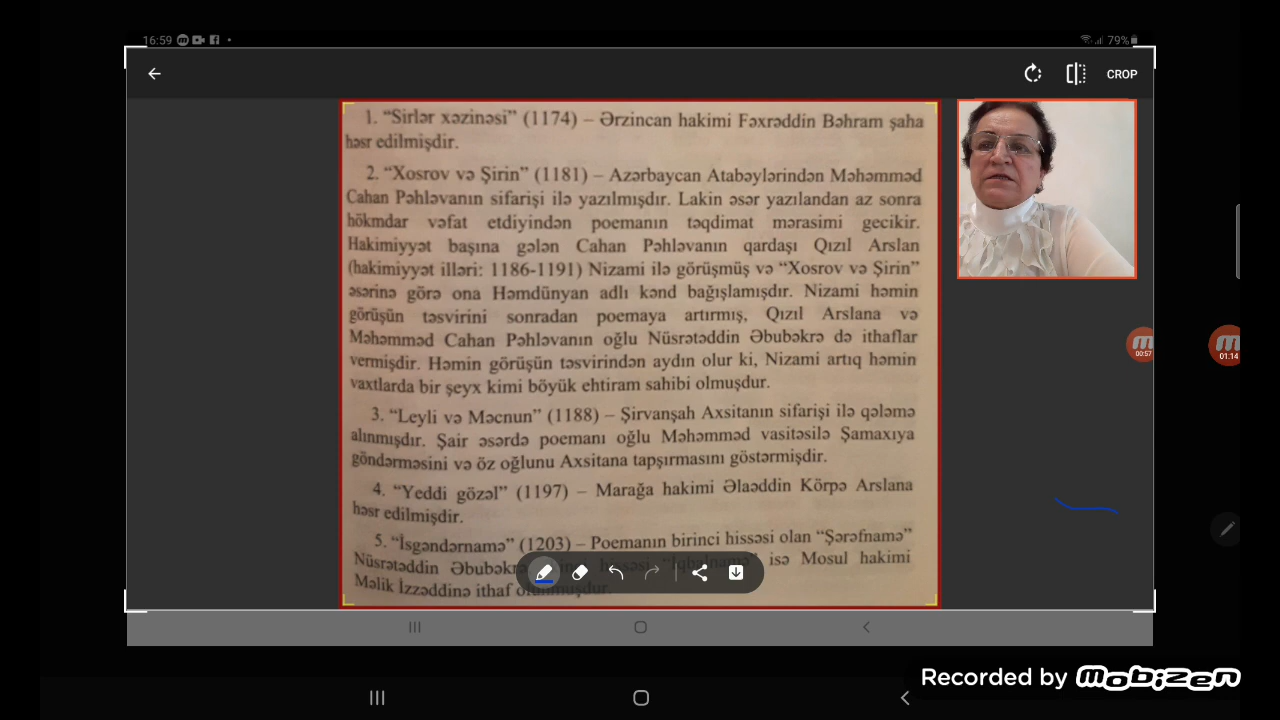 16:59
79%
CROP
1. “Sirlər xəzinəsi” (1174) – Ərzincan hakimi Fəxrəddin Bəhram şaha
həsr edilmişdir.
2. “Xosrov və Şirin” (1181) – Azərbaycan Atabəylərindən Məhəmməd
Cahan Pəhləvanın sifarişi ilə yazılmışdır. Lakin əsər yazılandan az sonra
hökmdar vəfat etdiyindən poemanın təqdimat mərasimi gecikir.
Hakimiyyət başına gələn Cahan Pəhləvanın qardaşı Qızıl Arslan
(hakimiyyət illəri: 1186-1191) Nizami ilə görüşmüş və “Xosrov və Şirin”
əsərinə görə ona Həmdünyan adlı kənd bağışlamışdır. Nizami həmin
görüşün təsvirini sonradan poemaya artırmış, Qızıl Arslana və
Məhəmməd Cahan Pəhləvanın oğlu Nüsrətəddin Əbubəkrə də ithaflar
vermişdir. Həmin görüşün təsvirindən aydın olur ki, Nizami artıq həmin
vaxtlarda bir şeyx kimi böyük ehtiram sahibi olmuşdur.
3. “Leyli və Məcnun” (1188) – Şirvanşah Axsitanın sifarişi ilə qələmə
alınmışdır. Şair əsərdə poemanı oğlu Məhəmməd vasitəsilə Şamaxıya
göndərməsini və öz oğlunu Axsitana tapşırmasını göstərmişdir.
4. “Yeddi gözəl” (1197) – Marağa hakimi Əlaəddin Körpə Arslana
həsr edilmişdir.
5. “İsgəndərnamə” (1203) – Poemanın birinci hissəsi olan “Şərəfnamə”
Nüsrətəddin Əbubəkrə hissəsi “İqbalnamə” isə Mosul hakimi
Məlik İzzəddinə ithaf olunmuşdur.
00:57
01:14
Recorded by mobizen